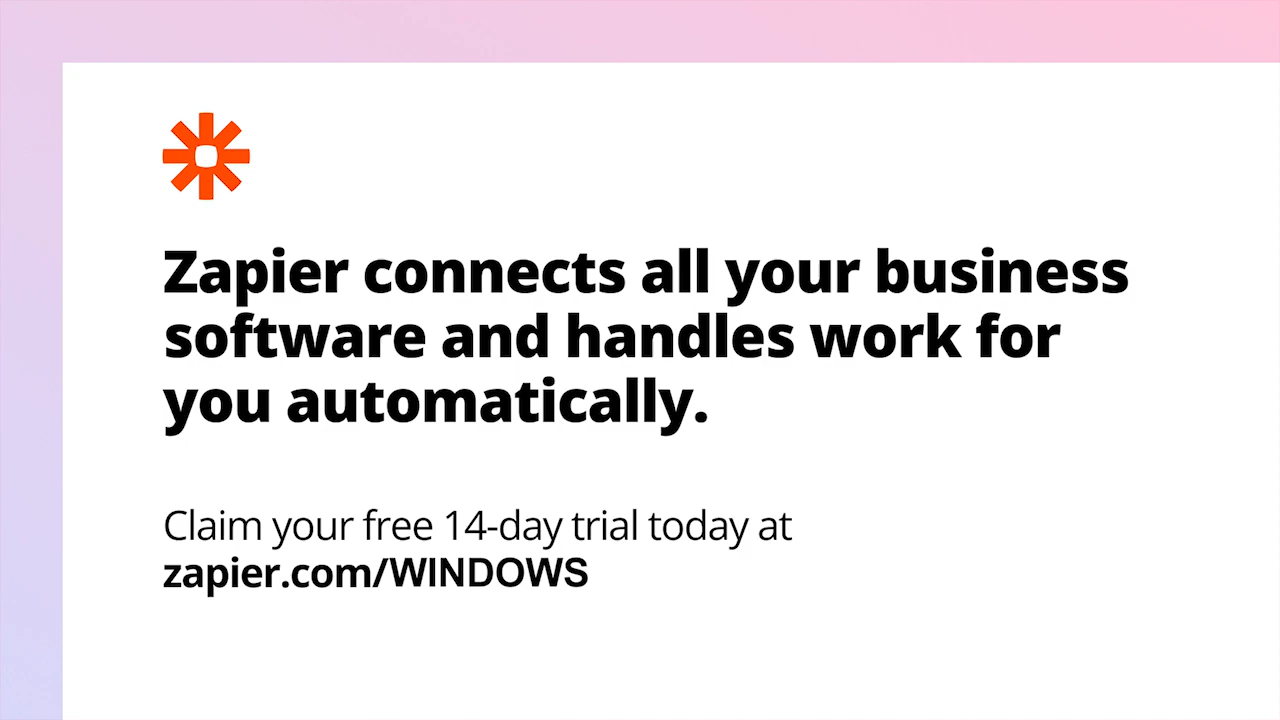 Zapier connects all your business
software and handles work for
you automatically.
Claim your free 14-day trial today at
zapier.com/WINDOWS